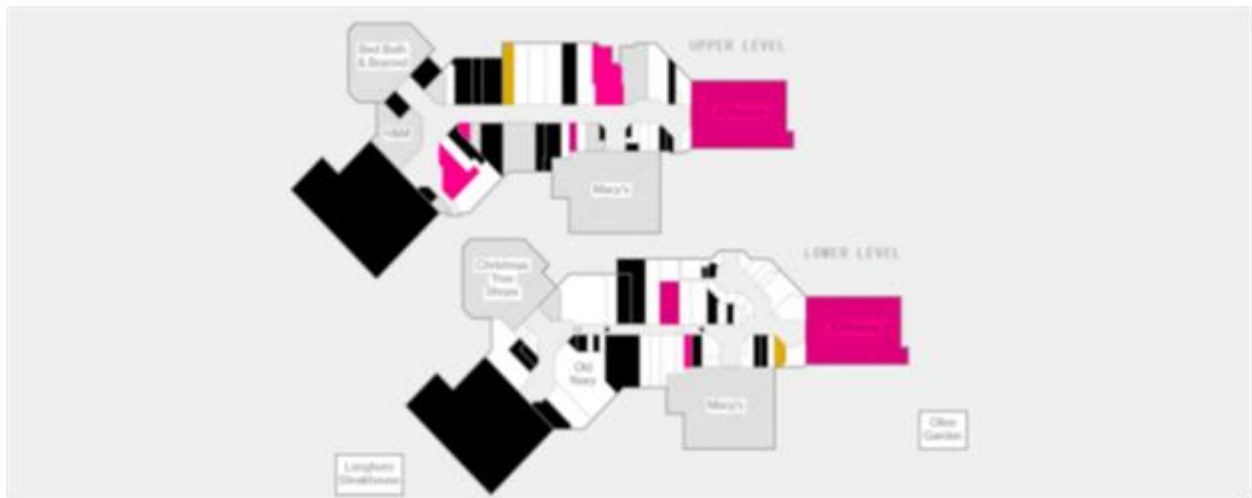 UPPER LEVEL
Bed Bath
& Beyond
H&M
Macy's
LOWER LEVEL
Christmas
Tree
Shops
Old
Navy
Macy's
Olive
Garden
Longhorn
Steakhouse